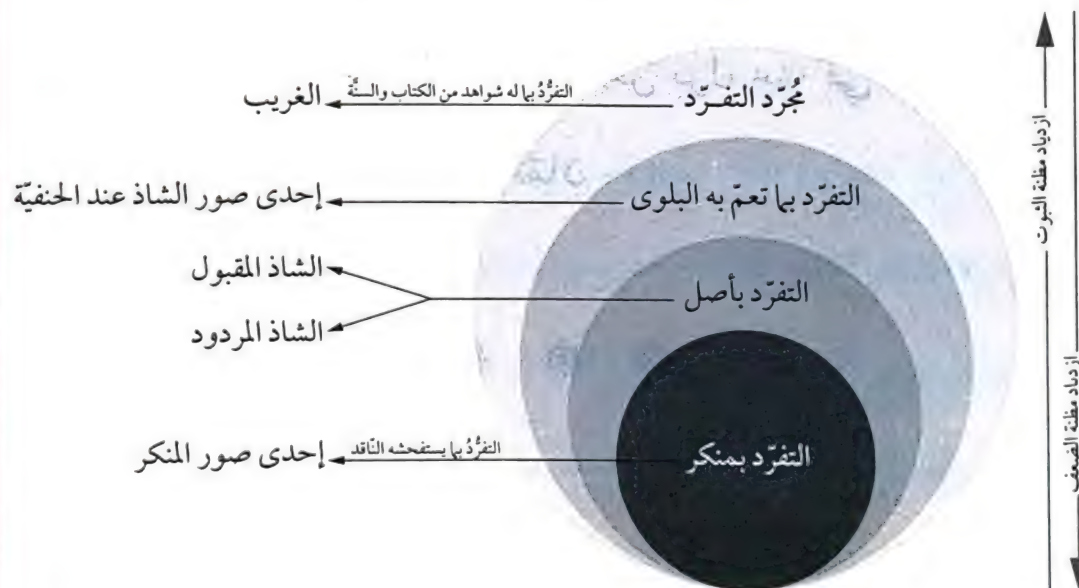 مُجرّد التفـرّد
التفرُّدُ بما له شواهد من الكتاب والسنَّة
الغريب
التفرّد بما تعمّ به البلوى
إحدى صور الشاذ عند الحنفيّة
التفرّد بأصل
الشاذ المقبول
الشاذ المردود
التفرّد بمنكر
التفرُّدُ بما يستفحشه النّاقد
إحدى صور المنكر
ازدياد مظنة الثبوت
ازدياد مظنة الضعف